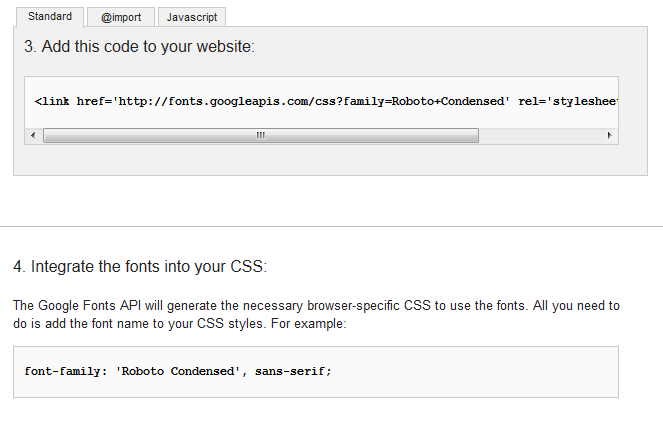 Standard @import Javascript
3. Add this code to your website:
<link href='http://fonts.googleapis.com/css?family=Roboto+Condensed' rel='styleshee
4. Integrate the fonts into your CSS:
The Google Fonts API will generate the necessary browser-specific CSS to use the fonts. All you need to
do is add the font name to your CSS styles. For example:
font-family: 'Roboto Condensed', sans-serif;